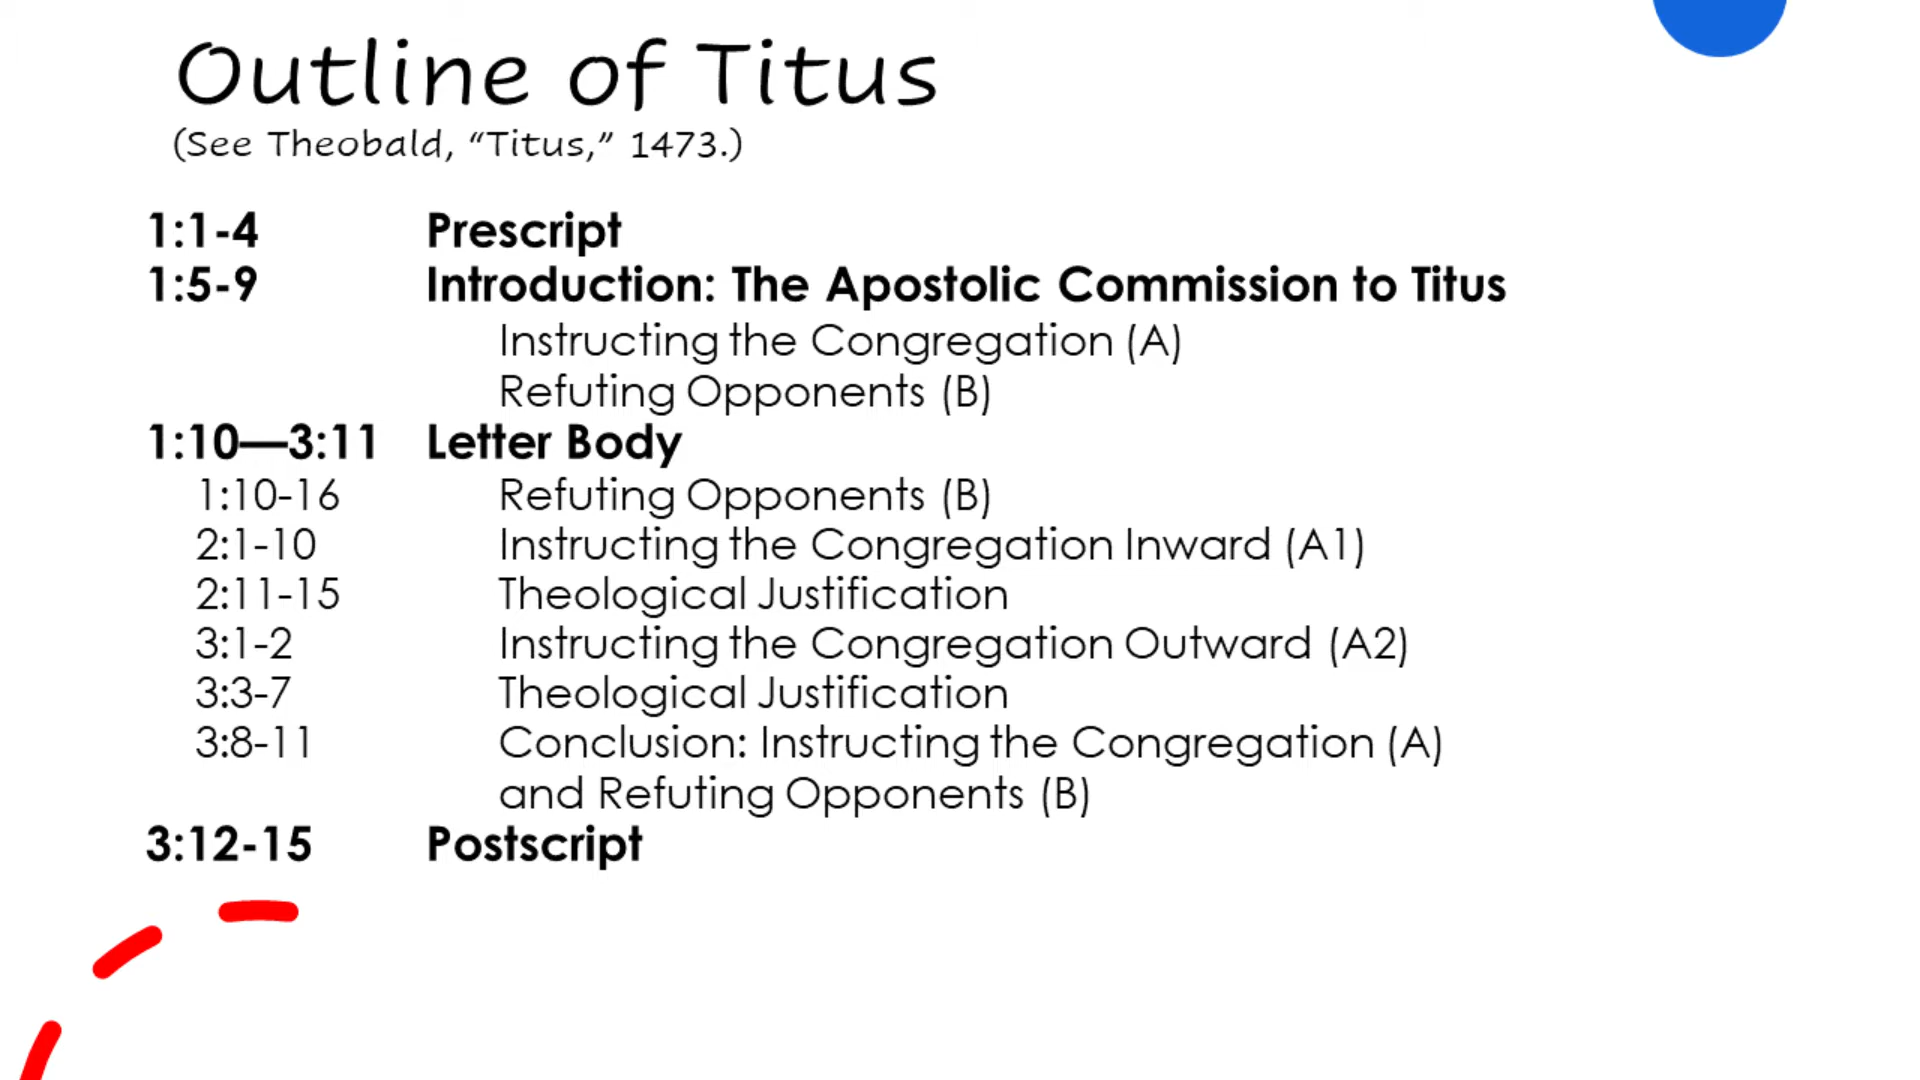 Outline of Titus
(See Theobald, “Titus,” 1473.)
1:1-4 Prescript
1:5-9 Introduction: The Apostolic Commission to Titus
Instructing the Congregation (A)
Refuting Opponents (B)
1:10—3:11 Letter Body
1:10-16 Refuting Opponents (B)
2:1-10 Instructing the Congregation Inward (A1)
2:11-15 Theological Justification
3:1-2 Instructing the Congregation Outward (A2)
3:3-7 Theological Justification
3:8-11 Conclusion: Instructing the Congregation (A)
and Refuting Opponents (B)
3:12-15 Postscript